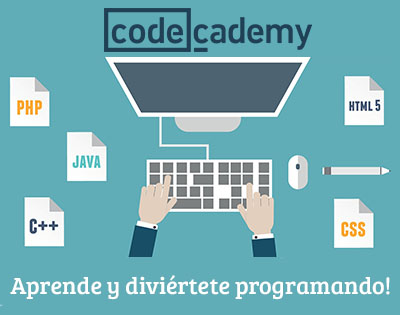 codecademy
PHP
HTML 5
JAVA
C++
CSS
Aprende y diviértete programando!